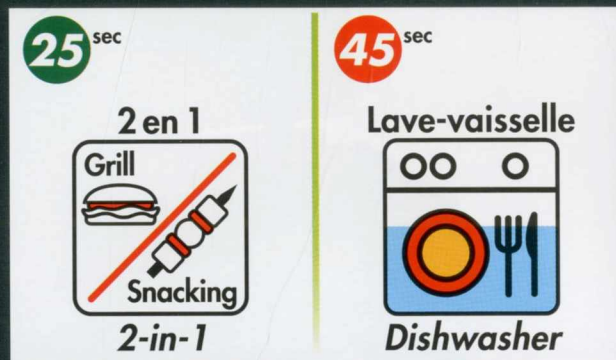 25 sec
2 en 1
Grill
Snacking
2-in-1
45 sec
Lave-vaisselle
Dishwasher